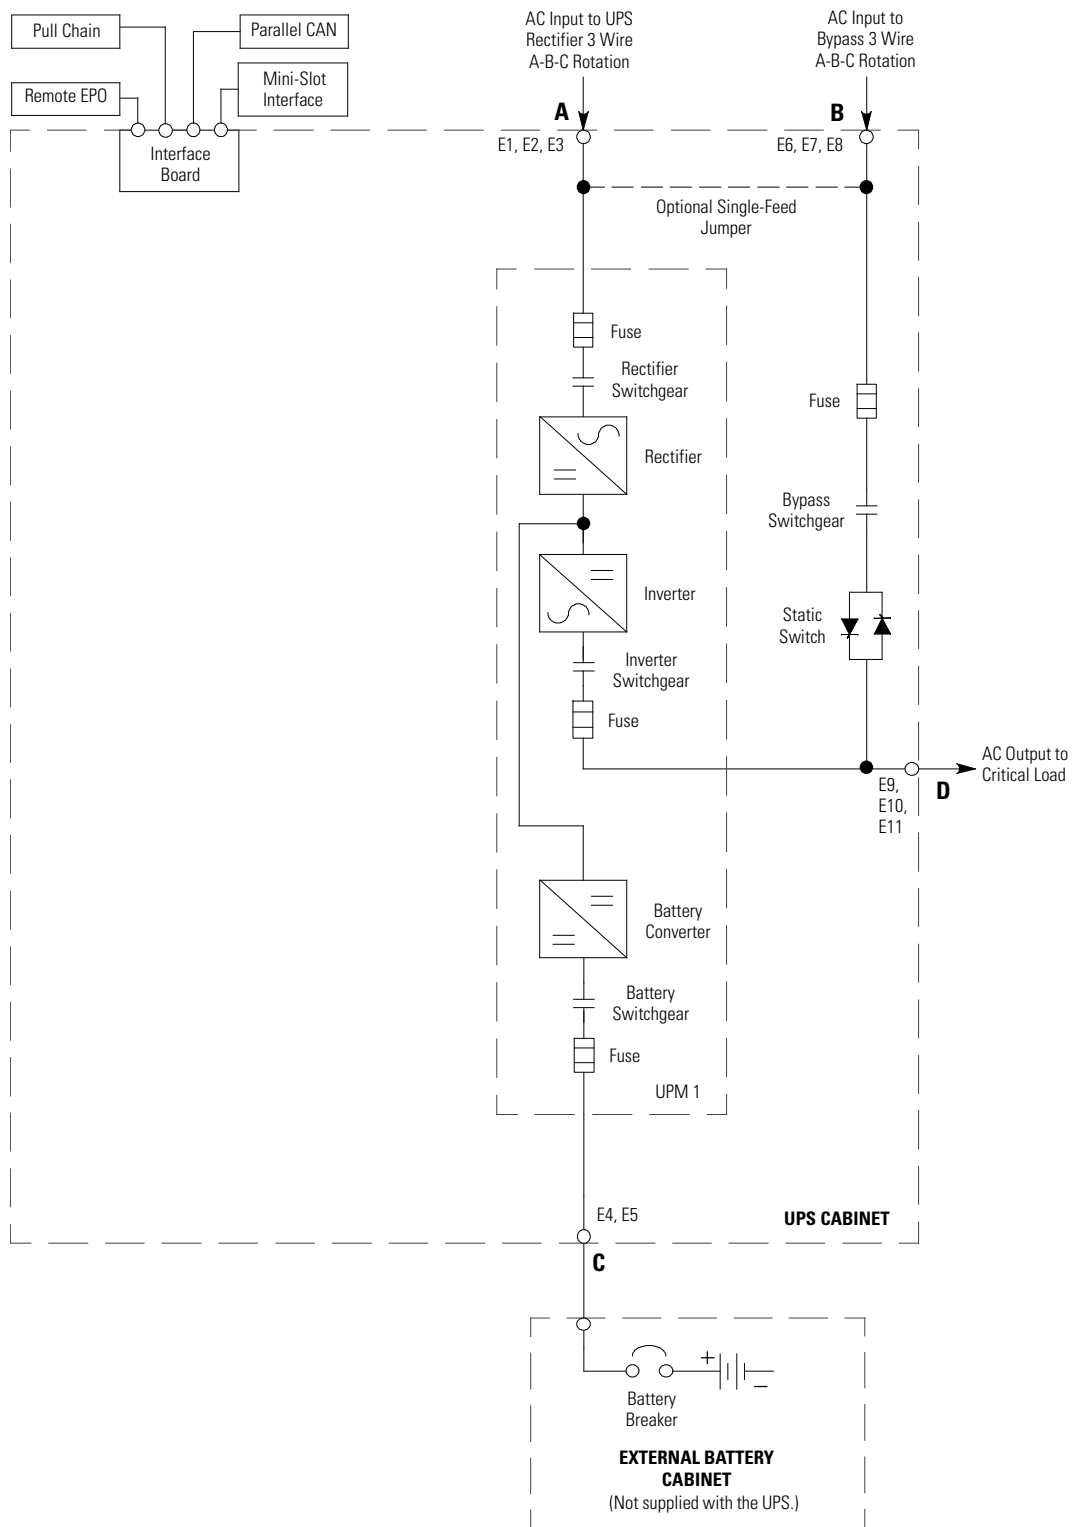 Pull Chain
Parallel CAN
Remote EPO
Mini-Slot
Interface
Interface
Board
AC Input to UPS
Rectifier 3 Wire
A-B-C Rotation
AC Input to
Bypass 3 Wire
A-B-C Rotation
A
B
E1, E2, E3
E6, E7, E8
Optional Single-Feed
Jumper
Fuse
Rectifier
Switchgear
Rectifier
Fuse
Bypass
Switchgear
Inverter
Static
Switch
Inverter
Switchgear
Fuse
AC Output to
Critical Load
D
E9,
E10,
E11
Battery
Converter
Battery
Switchgear
Fuse
UPM 1
E4, E5
UPS CABINET
C
+
–
Battery
Breaker
EXTERNAL BATTERY
CABINET
(Not supplied with the UPS.)